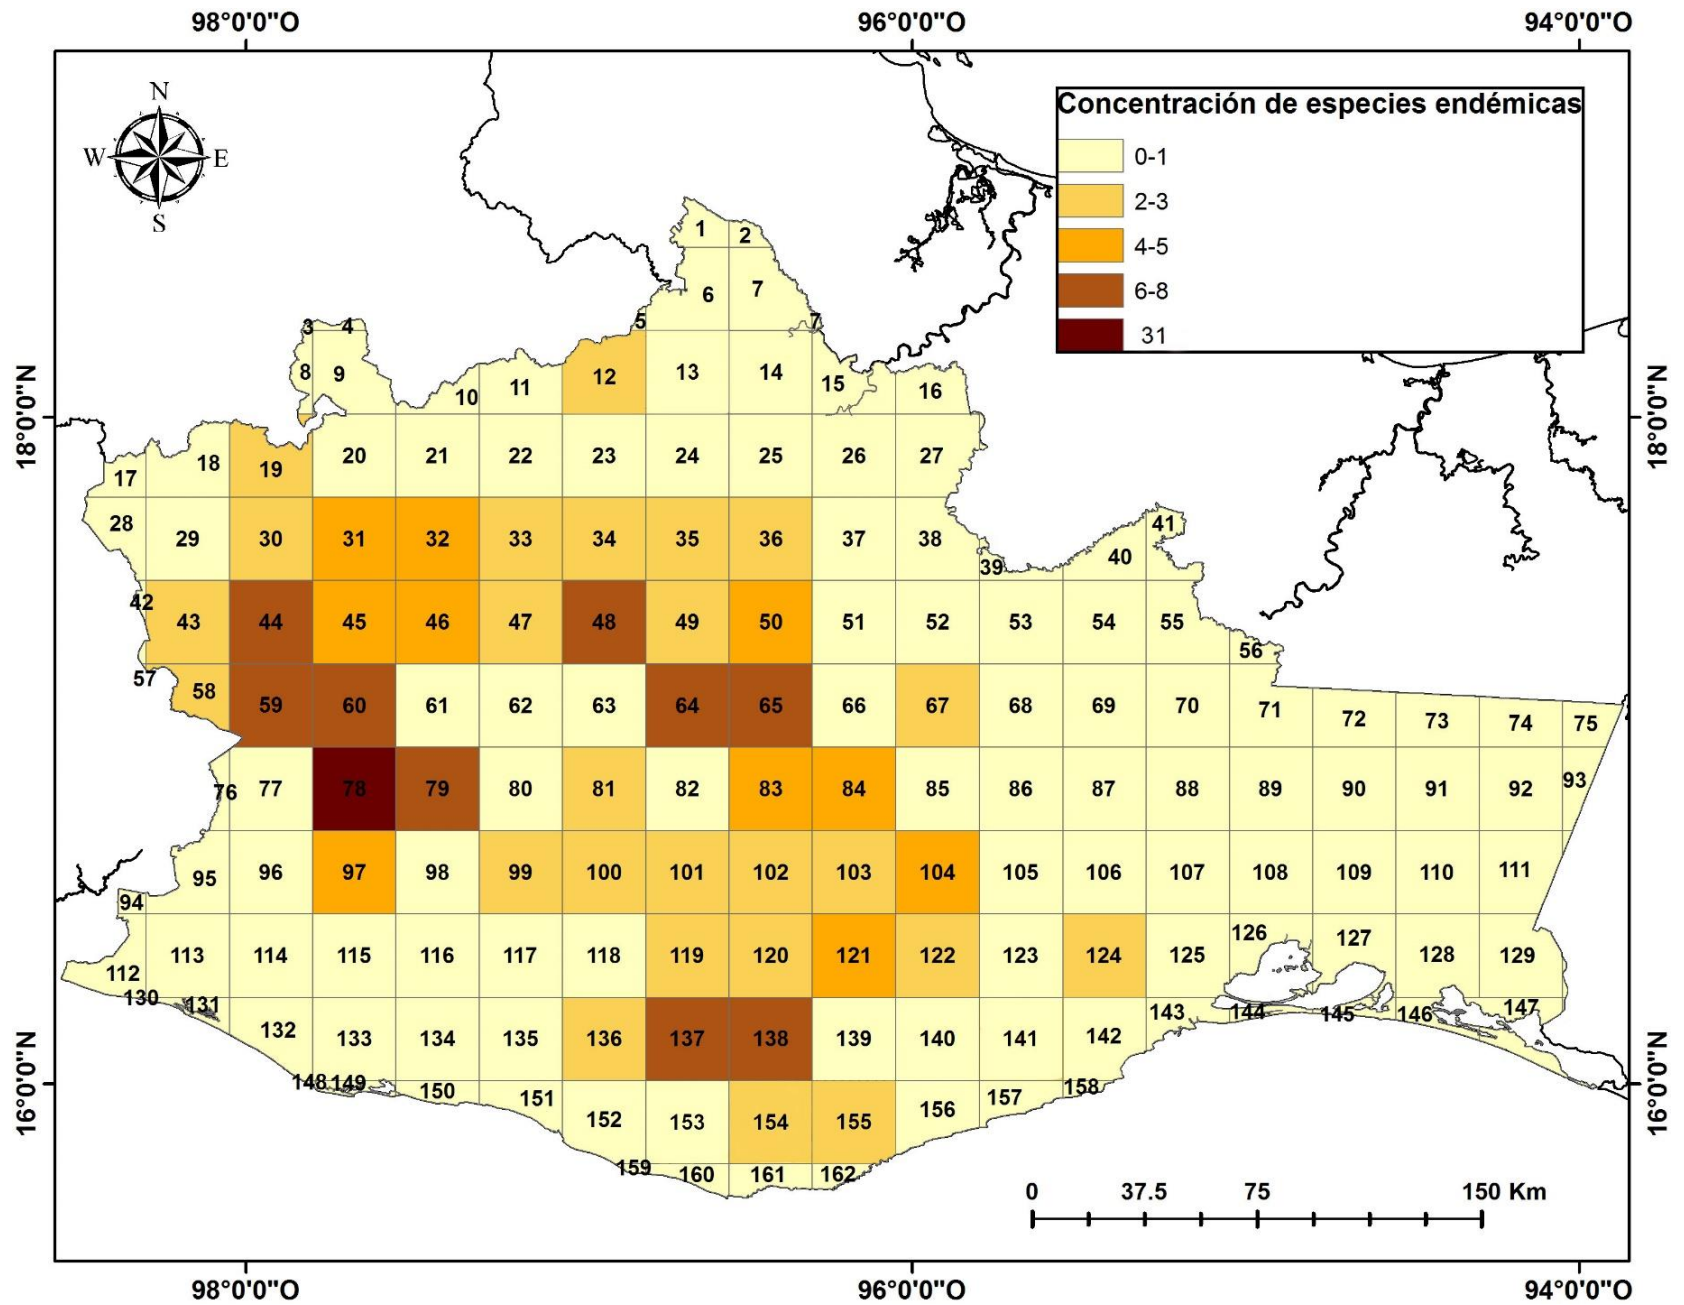 98°0'0"O 96°0'0"O 94°0'0"O
Concentración de especies endémicas
0-1
2-3
4-5
6-8
31
N
W E
S
18°0'0"N 18°0'0"N
16°0'0"N 16°0'0"N
1 2
6 7
3 4 5 7
8 9 10 11 12 13 14 15 16
17 18 19 20 21 22 23 24 25 26 27
28 29 30 31 32 33 34 35 36 37 38 39 40 41
42 43 44 45 46 47 48 49 50 51 52 53 54 55 56
57 58 59 60 61 62 63 64 65 66 67 68 69 70 71 72 73 74 75
76 77 78 79 80 81 82 83 84 85 86 87 88 89 90 91 92 93
94 95 96 97 98 99 100 101 102 103 104 105 106 107 108 109 110 111
112 113 114 115 116 117 118 119 120 121 122 123 124 125 126 127 128 129
130 131 132 133 134 135 136 137 138 139 140 141 142 143 144 145 146 147
148 149 150 151 152 153 154 155 156 157 158
159 160 161 162
0 37.5 75 150 Km
98°0'0"O 96°0'0"O 94°0'0"O